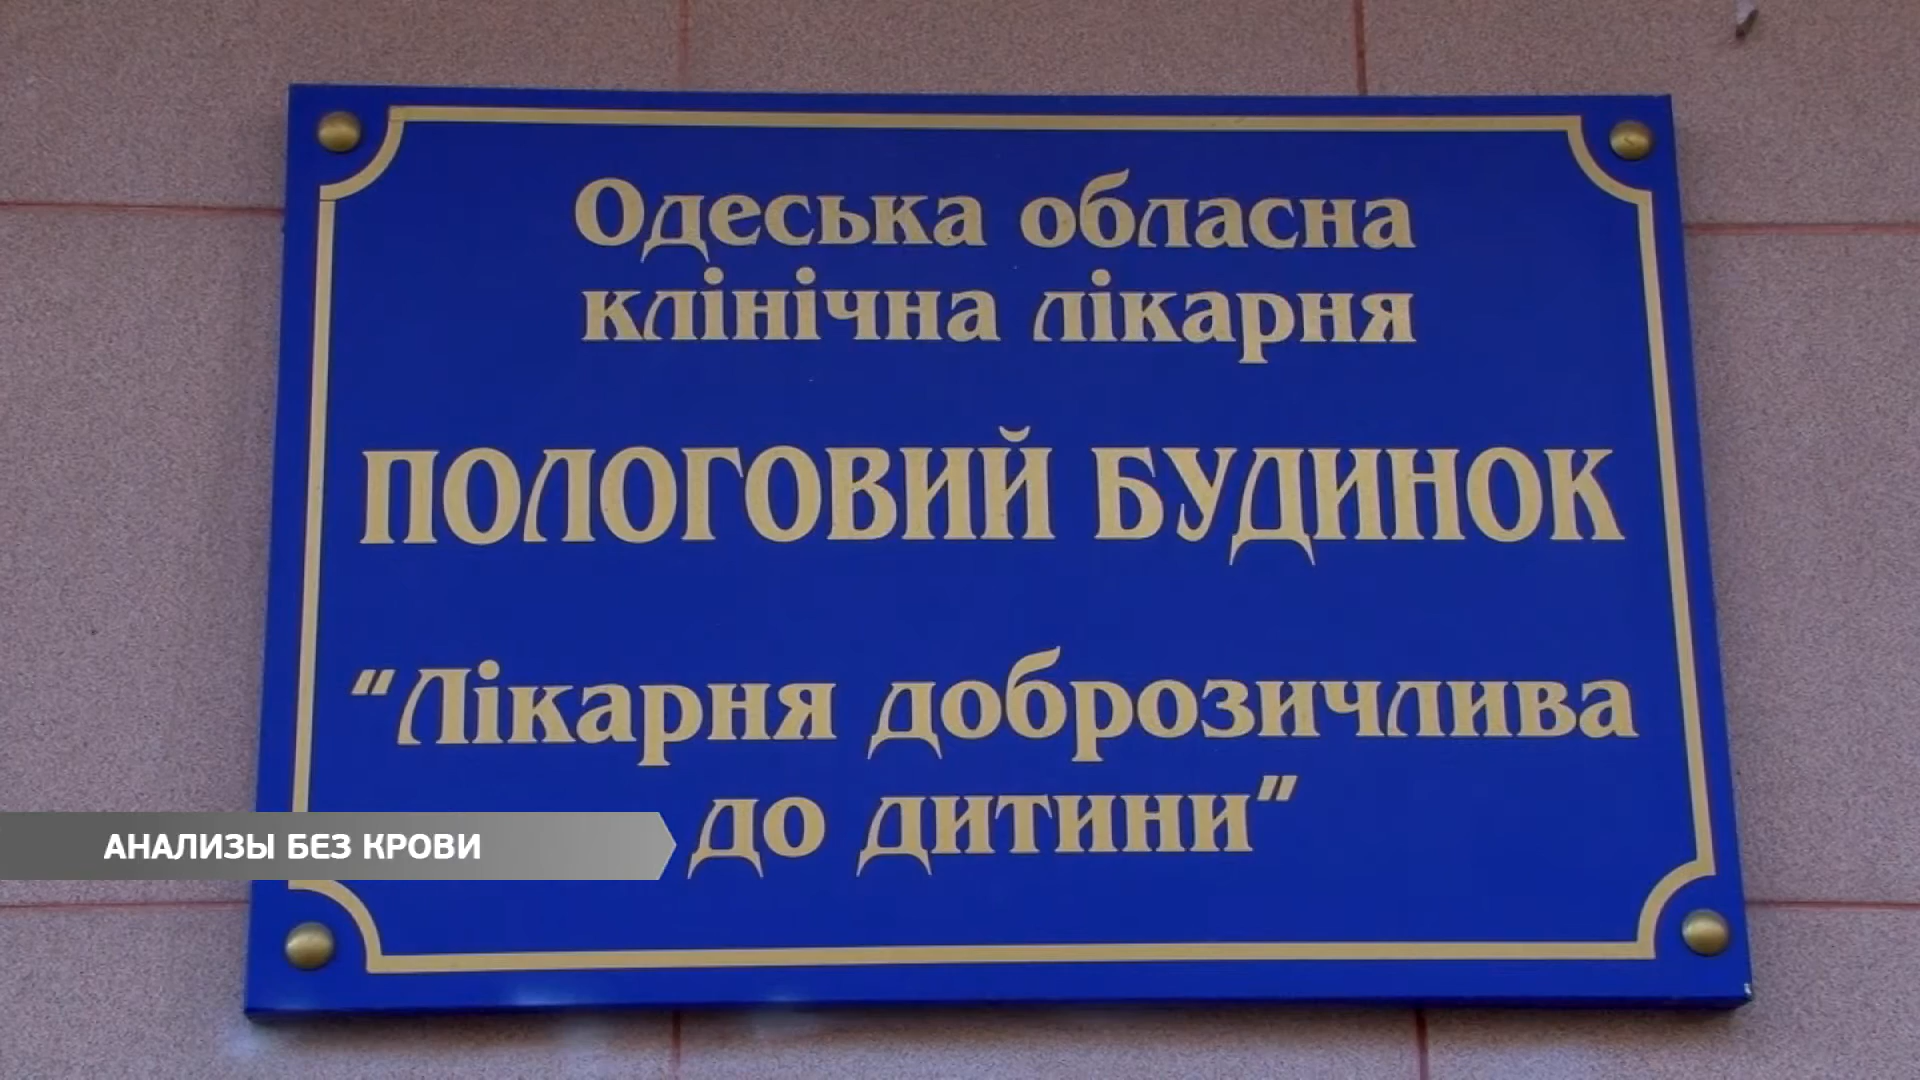 Одеська обласна
клінічна лікарня
ПОЛОГОВИЙ БУДИНОК
“Лікарня доброзичлива
до дитини”
АНАЛИЗЫ БЕЗ КРОВИ